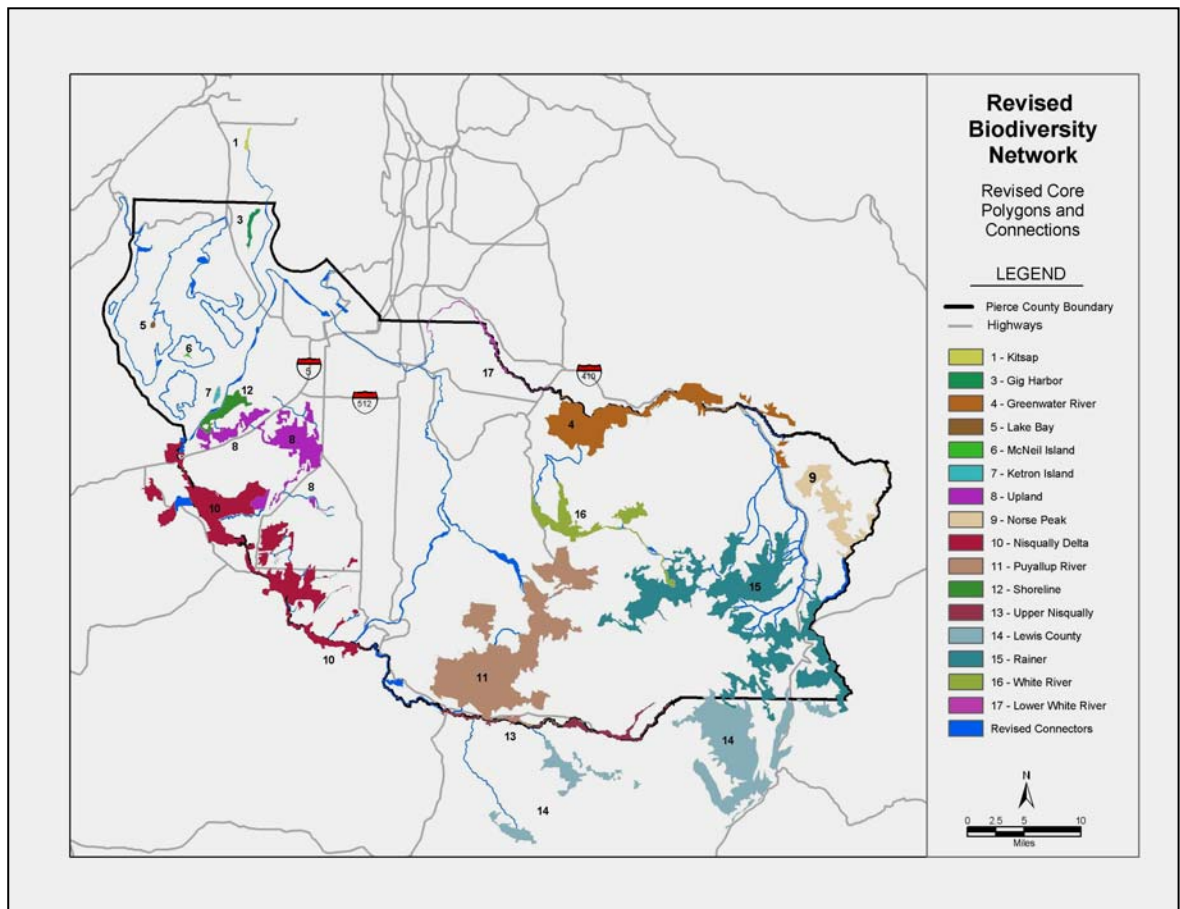 1
3
5
6
7
12
8
8
8
10
10
5
512
410
17
4
9
16
15
11
13
14
14
Revised
Biodiversity
Network
Revised Core
Polygons and
Connections
LEGEND
Pierce County Boundary
Highways
1 - Kitsap
3 - Gig Harbor
4 - Greenwater River
5 - Lake Bay
6 - McNeil Island
7 - Ketron Island
8 - Upland
9 - Norse Peak
10 - Nisqually Delta
11 - Puyallup River
12 - Shoreline
13 - Upper Nisqually
14 - Lewis County
15 - Rainer
16 - White River
17 - Lower White River
Revised Connectors
N
0 2.5 5 10
Miles